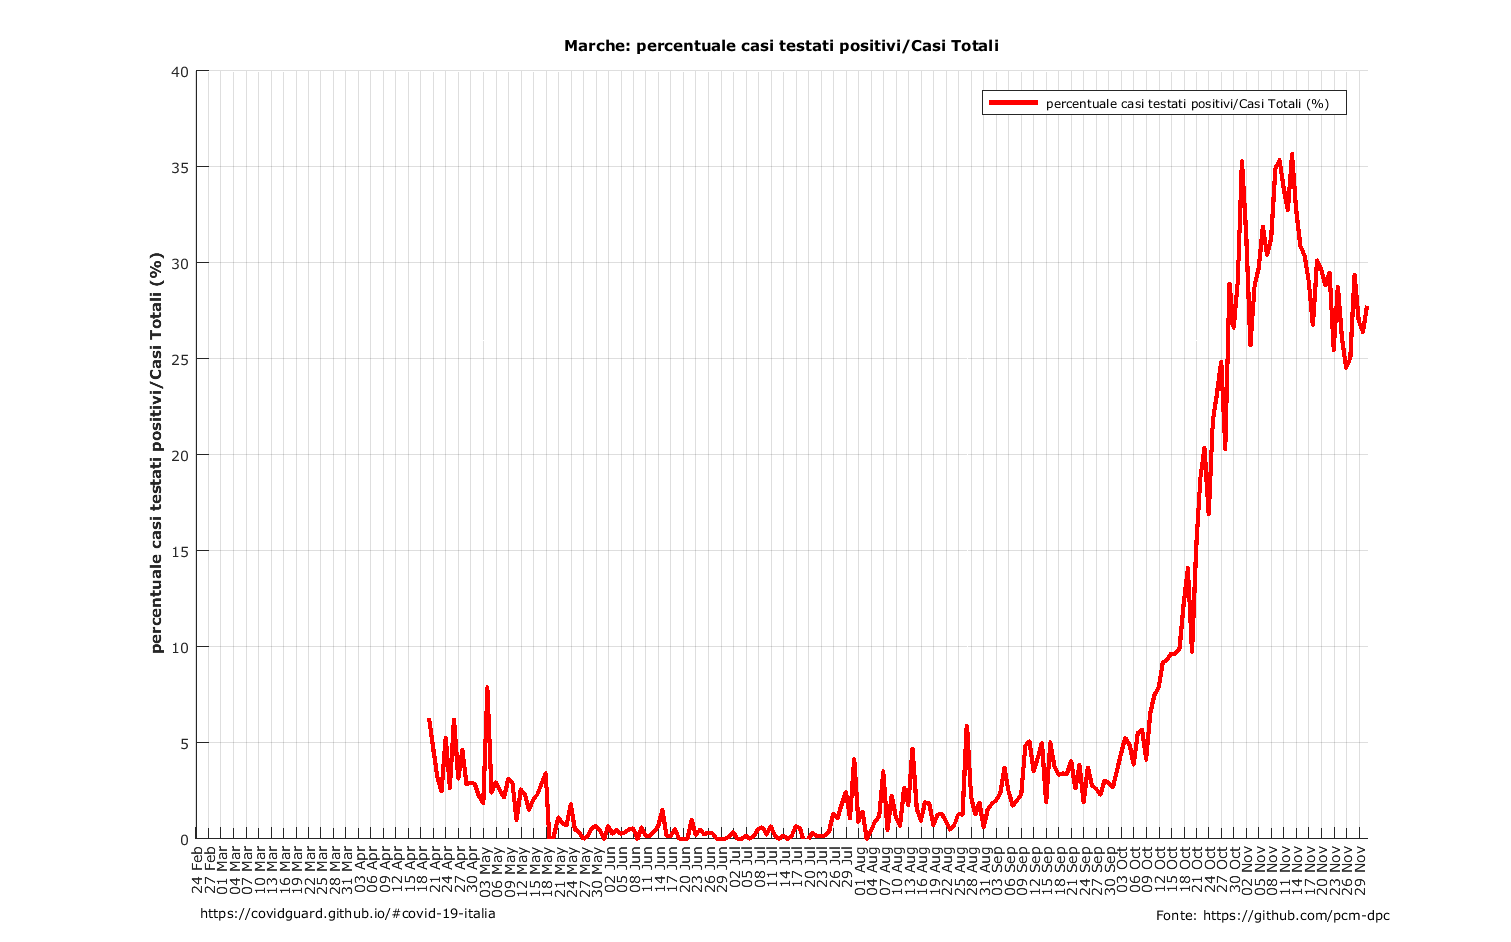 Marche: percentuale casi testati positivi/Casi Totali
percentuale casi testati positivi/Casi Totali (%)
percentuale casi testati positivi/Casi Totali (%)
40
35
30
25
20
15
10
5
0
24 Feb
27 Feb
01 Mar
04 Mar
07 Mar
10 Mar
13 Mar
16 Mar
19 Mar
22 Mar
25 Mar
28 Mar
31 Mar
03 Apr
06 Apr
09 Apr
12 Apr
15 Apr
18 Apr
21 Apr
24 Apr
27 Apr
30 Apr
03 May
06 May
09 May
12 May
15 May
18 May
21 May
24 May
27 May
30 May
02 Jun
05 Jun
08 Jun
11 Jun
14 Jun
17 Jun
20 Jun
23 Jun
26 Jun
29 Jun
02 Jul
05 Jul
08 Jul
11 Jul
14 Jul
17 Jul
20 Jul
23 Jul
26 Jul
29 Jul
01 Aug
04 Aug
07 Aug
10 Aug
13 Aug
16 Aug
19 Aug
22 Aug
25 Aug
28 Aug
31 Aug
03 Sep
06 Sep
09 Sep
12 Sep
15 Sep
18 Sep
21 Sep
24 Sep
27 Sep
30 Sep
03 Oct
06 Oct
09 Oct
12 Oct
15 Oct
18 Oct
21 Oct
24 Oct
27 Oct
30 Oct
02 Nov
05 Nov
08 Nov
11 Nov
14 Nov
17 Nov
20 Nov
23 Nov
26 Nov
29 Nov
https://covidguard.github.io/#covid-19-italia
Fonte: https://github.com/pcm-dpc